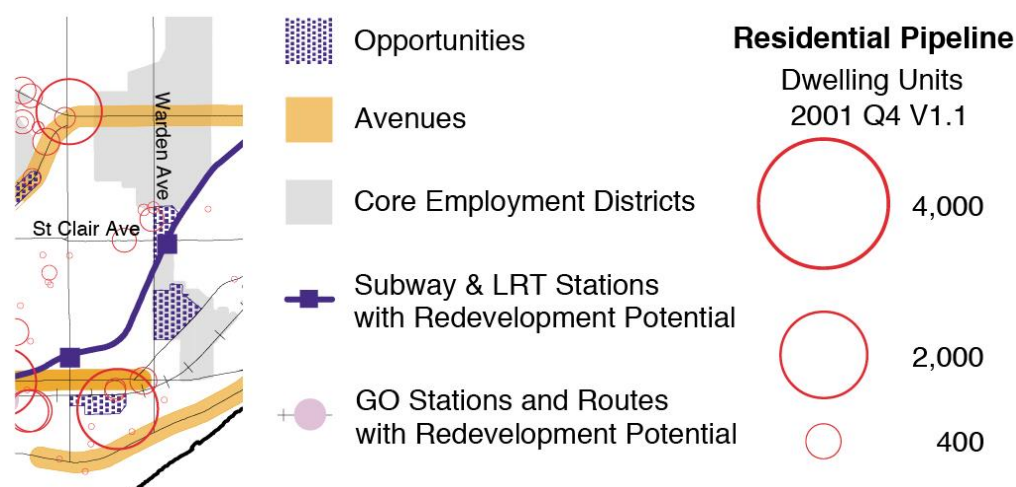 Warden Ave
St Clair Ave
Opportunities
Avenues
Core Employment Districts
Subway & LRT Stations
with Redevelopment Potential
GO Stations and Routes
with Redevelopment Potential
Residential Pipeline
Dwelling Units
2001 Q4 V1.1
4,000
2,000
400